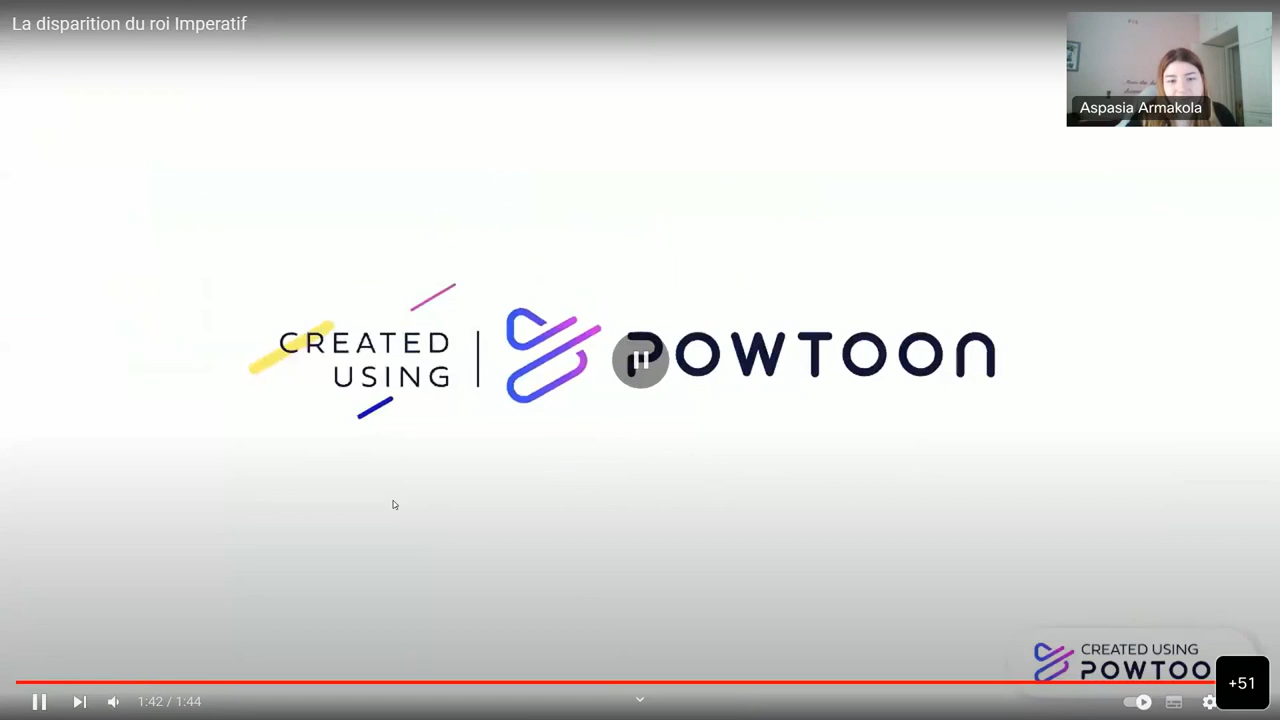 La disparition du roi Imperatif
Aspasia Armakola
CREATED
USING
POWTOON
CREATED USING
POWTOO
+51
1:42 / 1:44